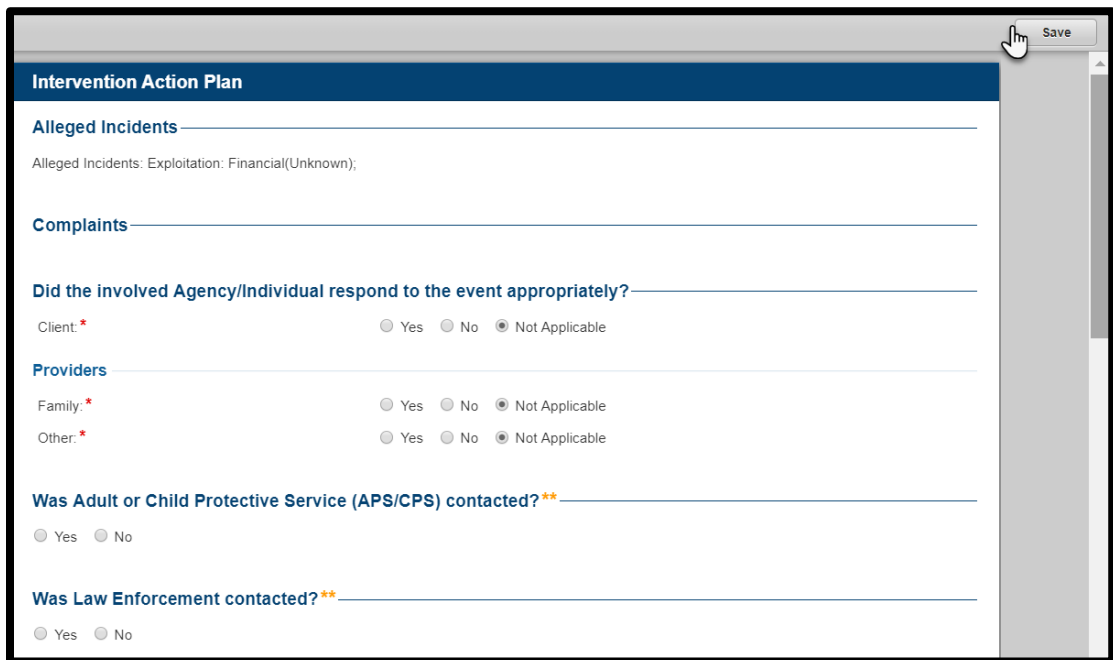 Save
Intervention Action Plan
Alleged Incidents
Alleged Incidents: Exploitation: Financial(Unknown);
Complaints
Did the involved Agency/Individual respond to the event appropriately?
Client:* Yes No Not Applicable
Providers
Family:* Yes No Not Applicable
Other:* Yes No Not Applicable
Was Adult or Child Protective Service (APS/CPS) contacted?**
Yes No
Was Law Enforcement contacted?**
Yes No